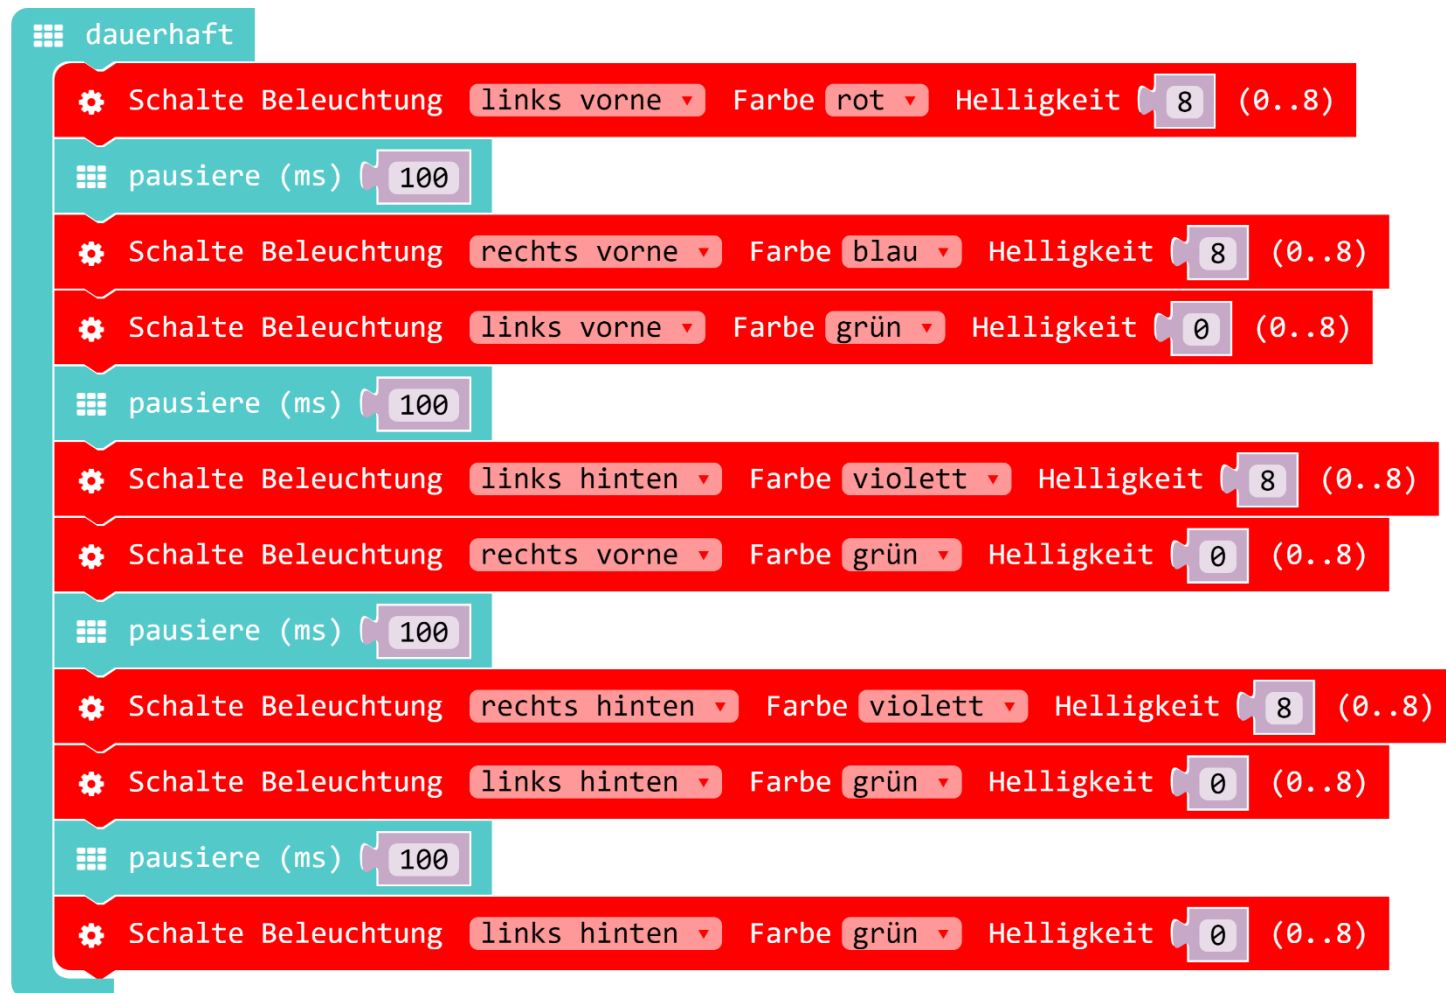 dauerhaft
Schalte Beleuchtung links vorne Farbe rot Helligkeit 8 (0..8)
pausiere (ms) 100
Schalte Beleuchtung rechts vorne Farbe blau Helligkeit 8 (0..8)
Schalte Beleuchtung links vorne Farbe grün Helligkeit 0 (0..8)
pausiere (ms) 100
Schalte Beleuchtung links hinten Farbe violett Helligkeit 8 (0..8)
Schalte Beleuchtung rechts vorne Farbe grün Helligkeit 0 (0..8)
pausiere (ms) 100
Schalte Beleuchtung rechts hinten Farbe violett Helligkeit 8 (0..8)
Schalte Beleuchtung links hinten Farbe grün Helligkeit 0 (0..8)
pausiere (ms) 100
Schalte Beleuchtung links hinten Farbe grün Helligkeit 0 (0..8)